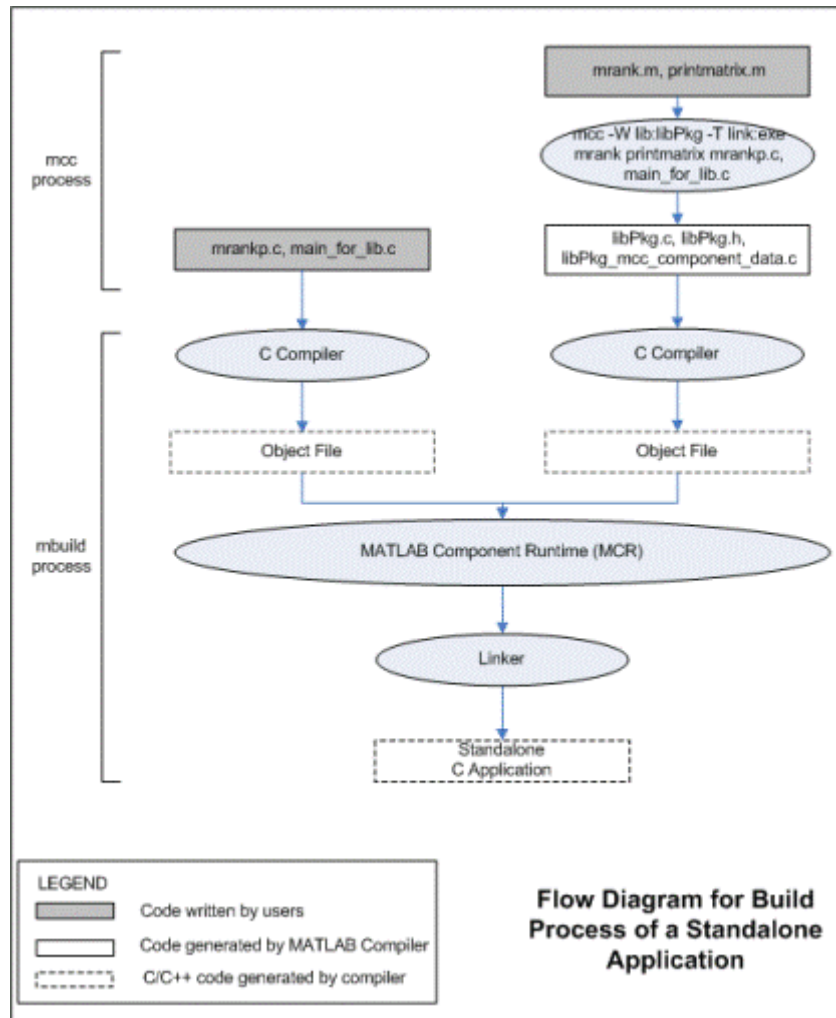 mrank.m, printmatrix.m
mcc -W lib:libPkg -T link:exe
mrank printmatrix mrankp.c,
main_for_lib.c
mcc
process
mrankp.c, main_for_lib.c
libPkg.c, libPkg.h,
libPkg_mcc_component_data.c
C Compiler
C Compiler
Object File
Object File
mbuild
process
MATLAB Component Runtime (MCR)
Linker
Standalone
C Application
LEGEND
Code written by users
Code generated by MATLAB Compiler
C/C++ code generated by compiler
Flow Diagram for Build
Process of a Standalone
Application